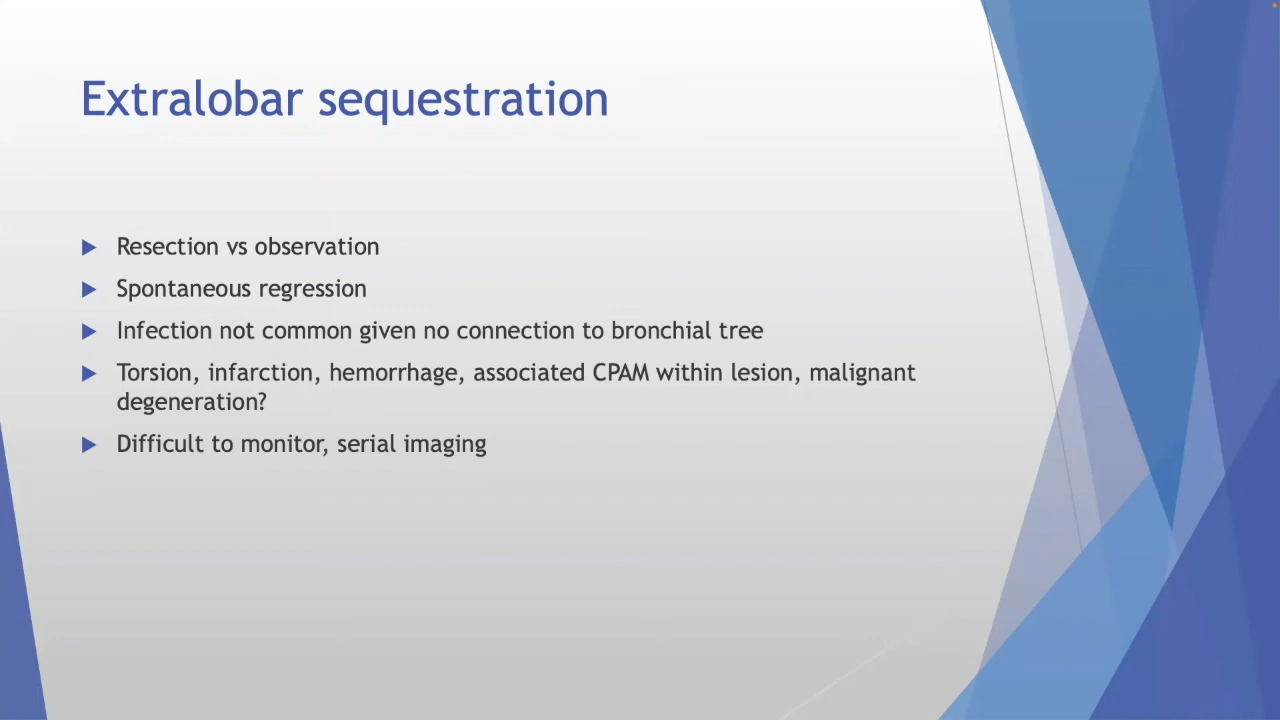 Extralobar sequestration
Resection vs observation
Spontaneous regression
Infection not common given no connection to bronchial tree
Torsion, infarction, hemorrhage, associated CPAM within lesion, malignant
degeneration?
Difficult to monitor, serial imaging